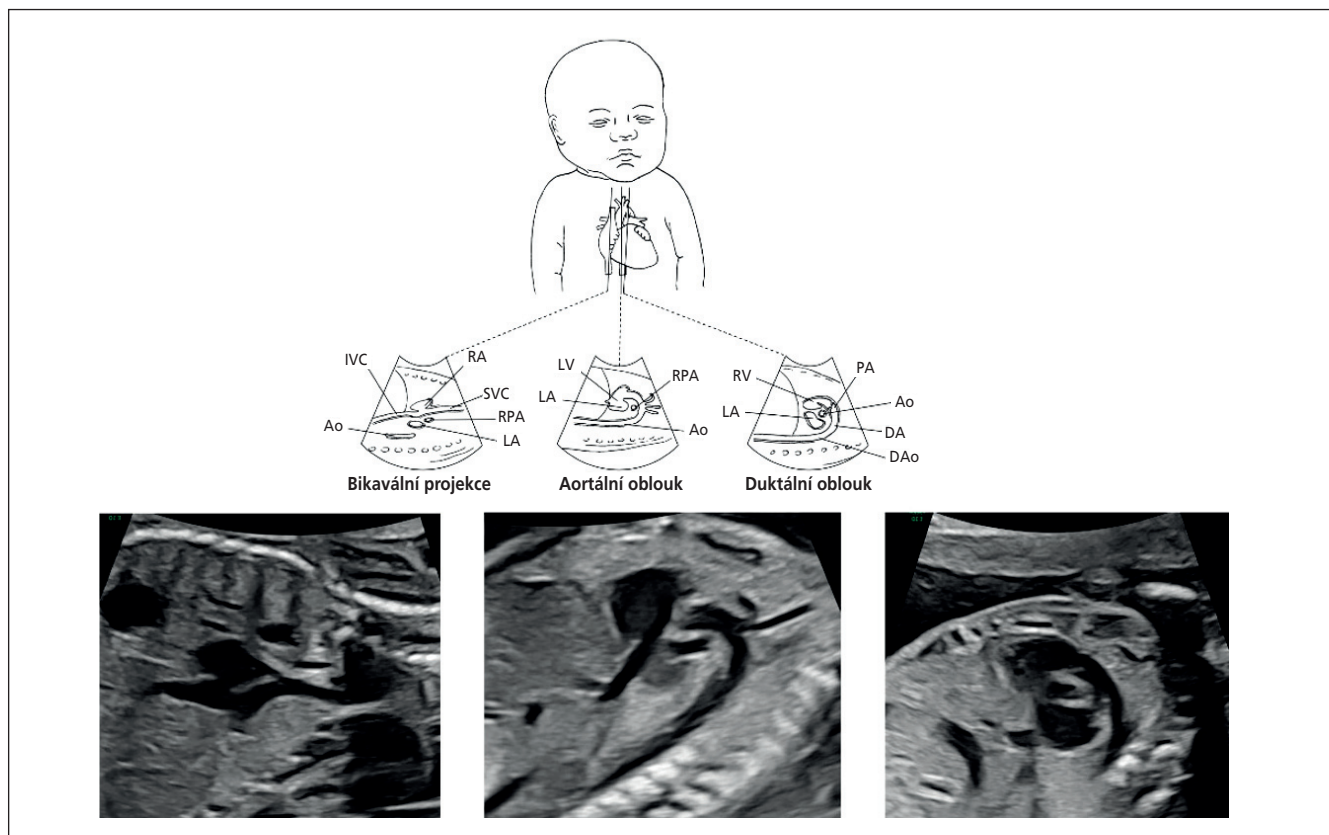 IVC
RA
SVC
RPA
LA
Ao
Bikavální projekce
LV
LA
RPA
Ao
Aortální oblouk
RV
LA
PA
Ao
DA
DAo
Duktální oblouk